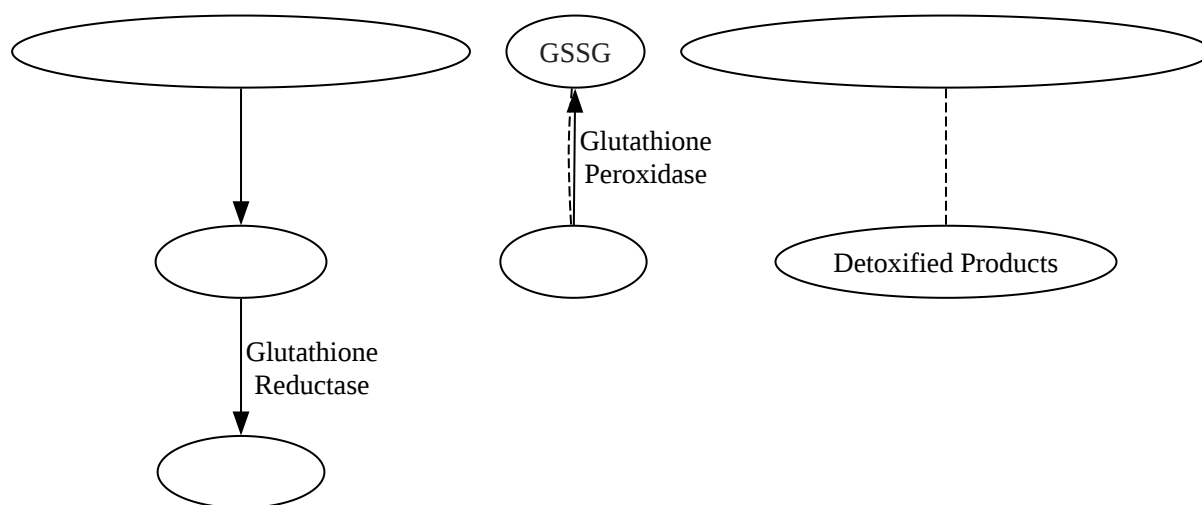 GSSG
Glutathione
Peroxidase
Detoxified Products
Glutathione
Reductase